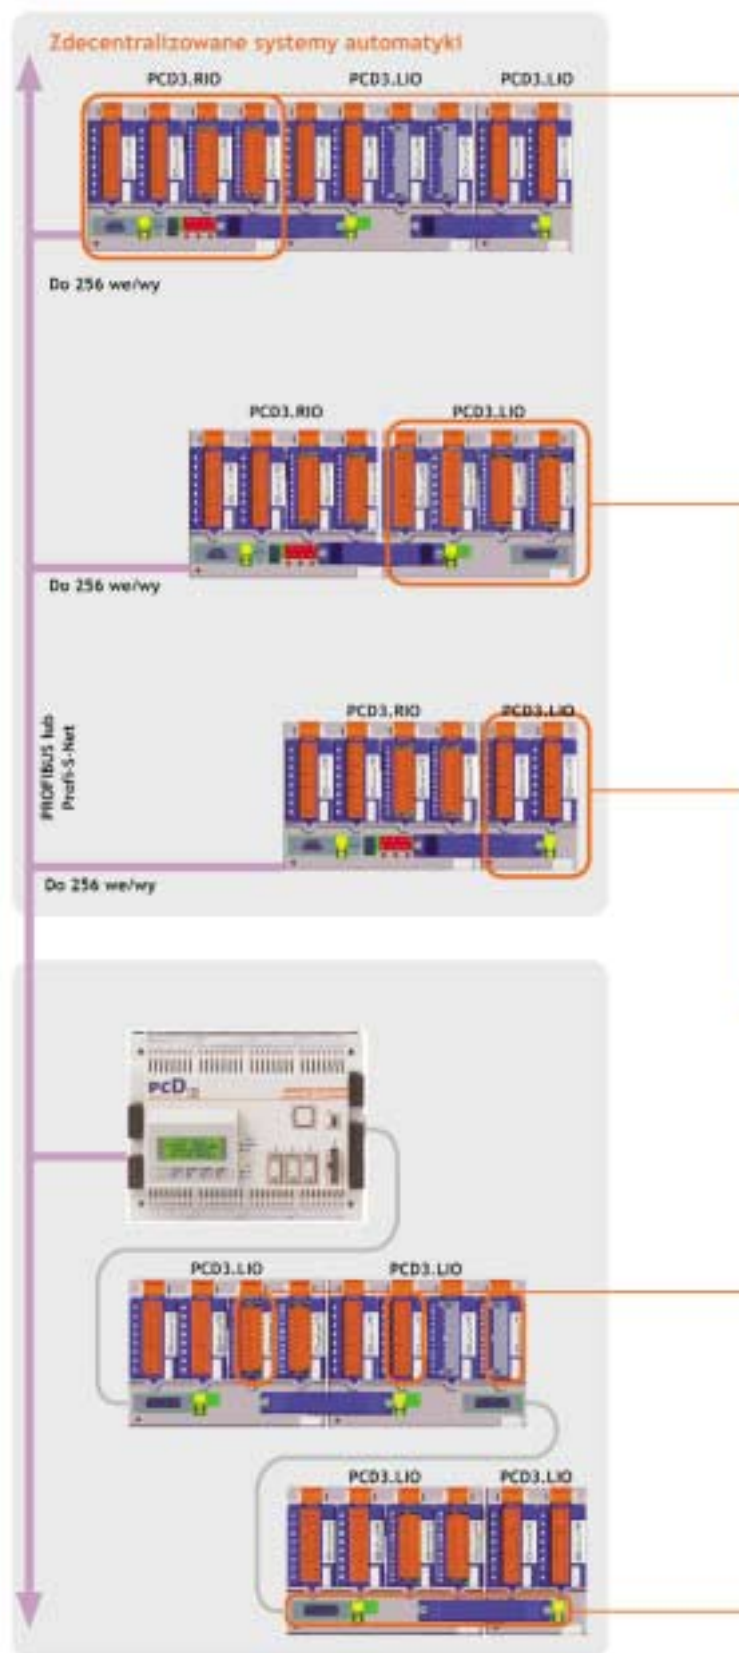 Zdecentralizowane systemy automatyki
PCD3.RIO PCD3.LIO PCD3.LIO
Do 256 we/wy
PCD3.RIO PCD3.LIO
Do 256 we/wy
PCD3.RIO PCD3.LIO
PROFIBUS lub
Profi-S-Net
Do 256 we/wy
PCD
PCD3.LIO PCD3.LIO
PCD3.LIO PCD3.LIO